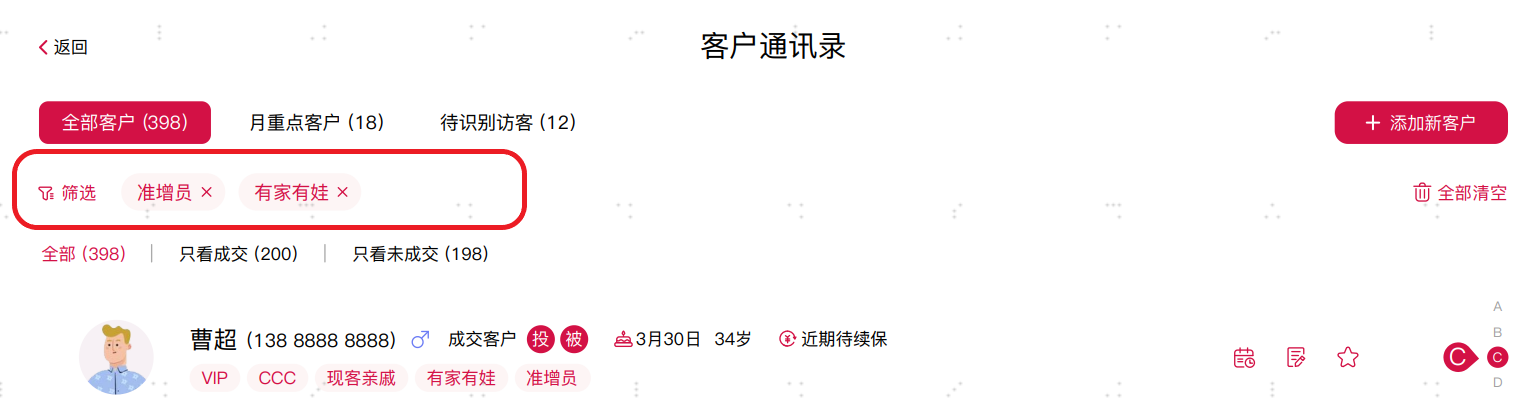 返回
客户通讯录
全部客户 (398) 月重点客户 (18) 待识别访客 (12) + 添加新客户
筛选 准增员 × 有家有娃 × 全部清空
全部 (398) | 只看成交 (200) | 只看未成交 (198)
A
B
曹超 (138 8888 8888) 成交客户 投 被 3月30日 34岁 近期待续保
C C
VIP CCC 现客亲戚 有家有娃 准增员
D